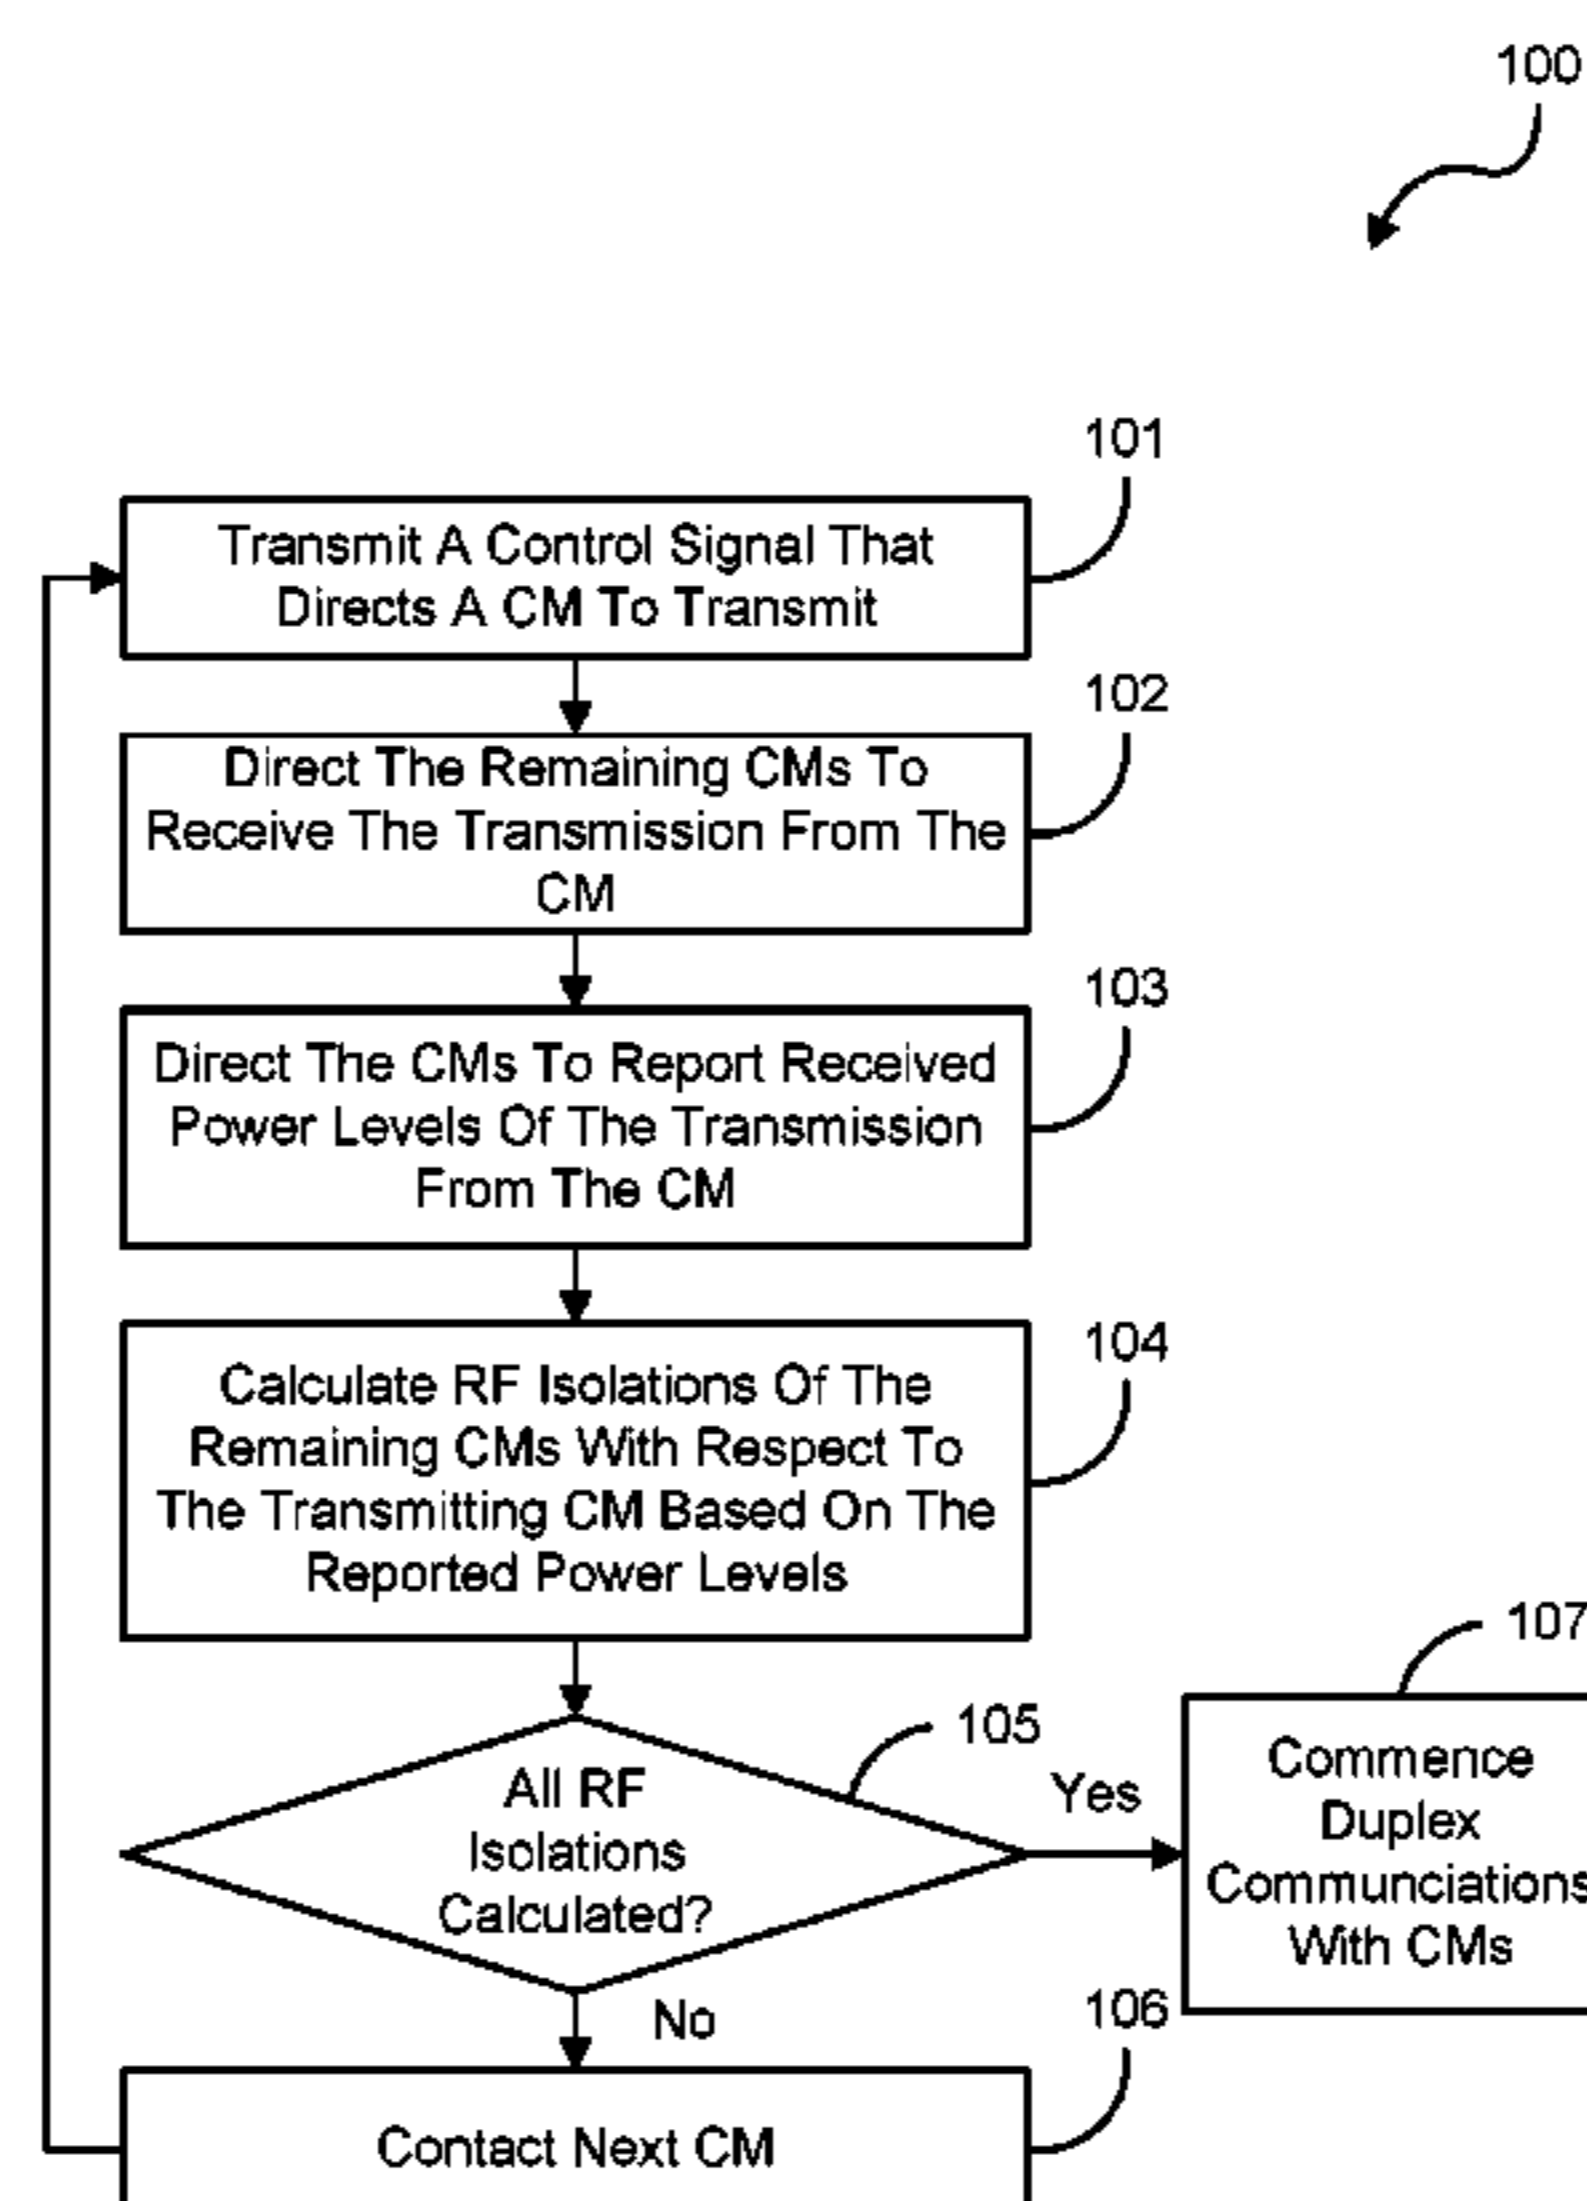 100
101
Transmit A Control Signal That
Directs A CM To Transmit
102
Direct The Remaining CMs To
Receive The Transmission From The
CM
103
Direct The CMs To Report Received
Power Levels Of The Transmission
From The CM
104
Calculate RF Isolations Of The
Remaining CMs With Respect To
The Transmitting CM Based On The
Reported Power Levels
105
All RF
Isolations
Calculated?
Yes
107
Commence
Duplex
Communciations
With CMs
No
106
Contact Next CM